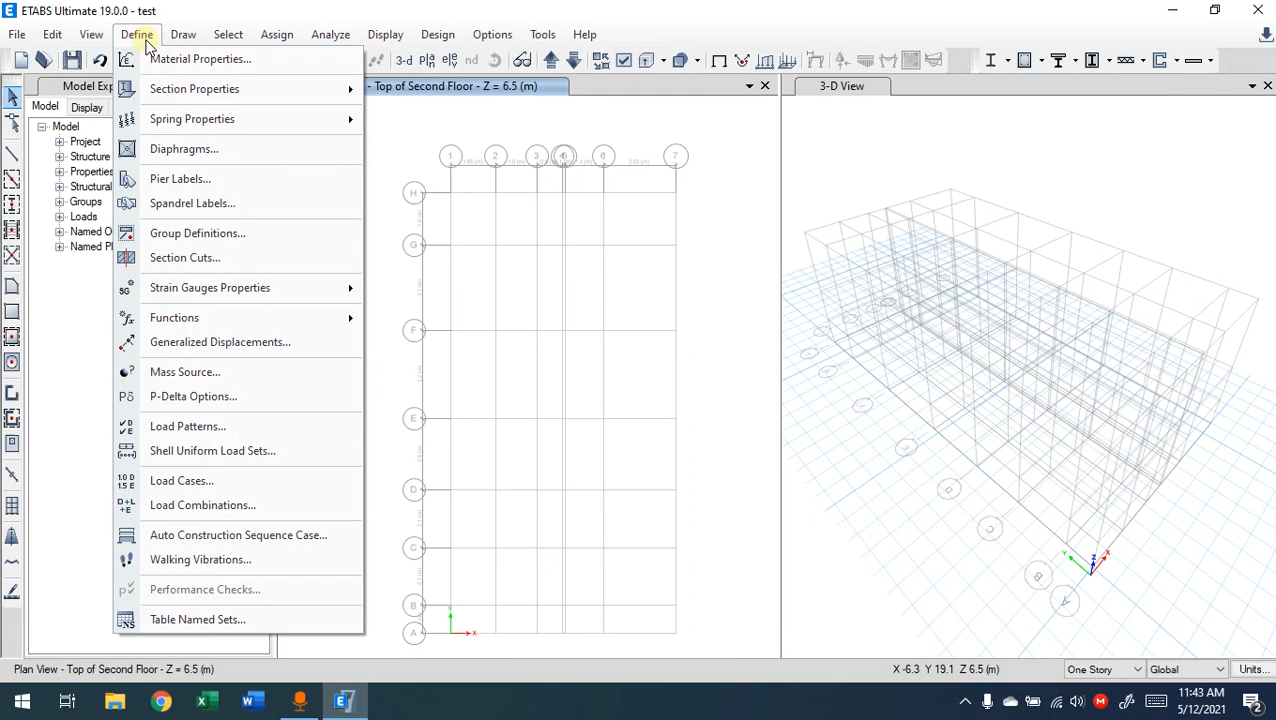 ETABS Ultimate 19.0.0 - test
File Edit View Define Draw Select Assign Analyze Display Design Options Tools Help
3-d nd
Model Exp - Top of Second Floor - Z = 6.5 (m) 3-D View
Model Display
Model
Project
Structure
Properties
Structural
Groups
Loads
Named O
Named Pl
Material Properties...
Section Properties
Spring Properties
Diaphragms...
Pier Labels...
Spandrel Labels...
Group Definitions...
Section Cuts...
Strain Gauges Properties
Functions
Generalized Displacements...
Mass Source...
P-Delta Options...
Load Patterns...
Shell Uniform Load Sets...
Load Cases...
Load Combinations...
Auto Construction Sequence Case...
Walking Vibrations...
Performance Checks...
Table Named Sets...
1 2 3 5 6 7
H
G
F
E
D
C
B
A
Y
X
Y Z X
C
B
A
Plan View - Top of Second Floor - Z = 6.5 (m) X -6.3 Y 19.1 Z 6.5 (m) One Story Global Units...
11:43 AM
5/12/2021